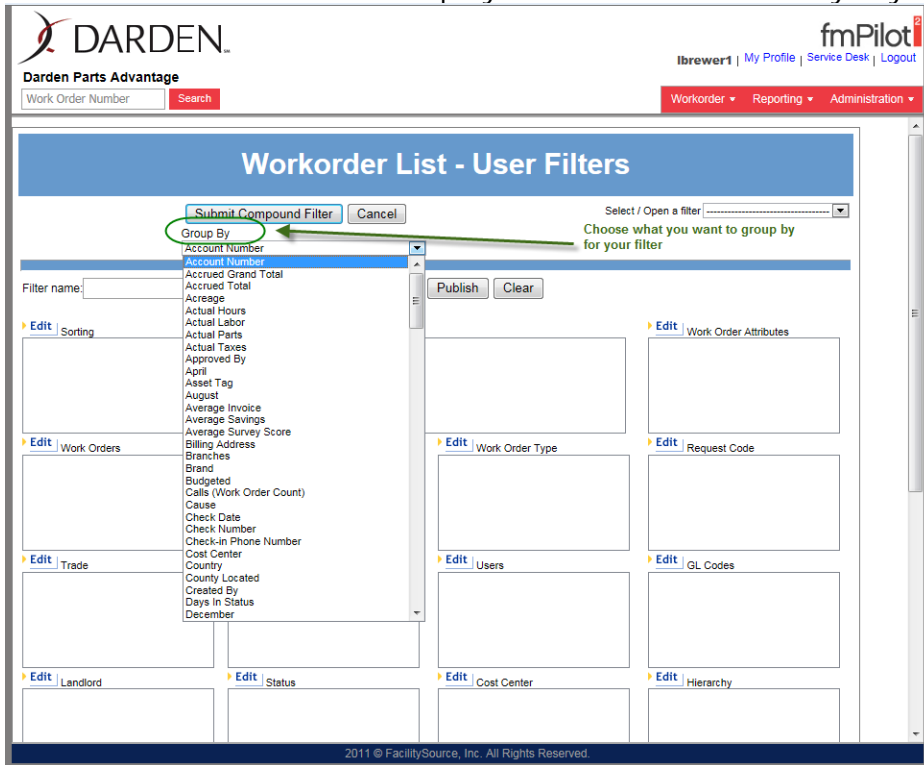 DARDEN
fmPilot2
lbrewer1 | My Profile | Service Desk | Logout
Darden Parts Advantage
Work Order Number Search
Workorder Reporting Administration
Workorder List - User Filters
Submit Compound Filter Cancel
Select / Open a filter ----------------------------------
Group By
Choose what you want to group by
for your filter
Account Number
Account Number
Accrued Grand Total
Accrued Total
Filter name: Publish Clear
Acreage
Actual Hours
Actual Labor
Actual Parts
Actual Taxes
Approved By
April
Asset Tag
August
Average Invoice
Average Savings
Average Survey Score
Billing Address
Branches
Brand
Budgeted
Calls (Work Order Count)
Cause
Check Date
Check Number
Check-in Phone Number
Cost Center
Country
County Located
Created By
Days In Status
December
Edit | Sorting
Edit | Work Order Attributes
Edit | Work Orders
Edit | Work Order Type
Edit | Request Code
Edit | Trade
Edit | Users
Edit | GL Codes
Edit | Landlord
Edit | Status
Edit | Cost Center
Edit | Hierarchy
2011 © FacilitySource, Inc. All Rights Reserved.